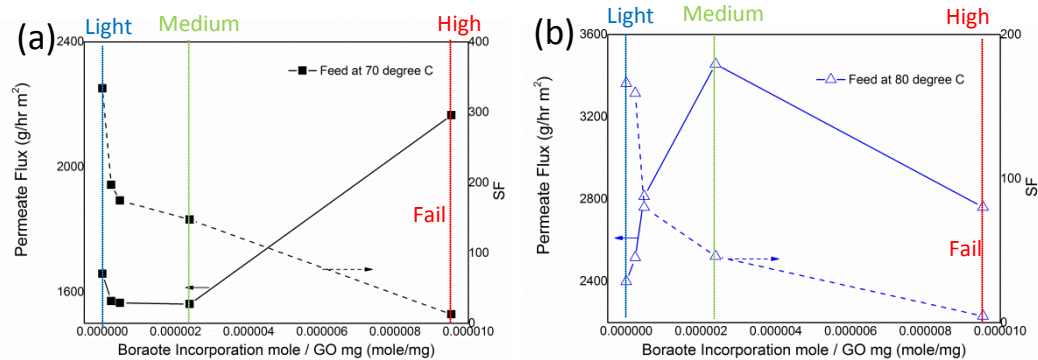 Light
Medium
High
(a)
2400
2000
1600
Permeate Flux (g/hr m²)
Feed at 70 degree C
400
300
200
100
0
SF
Fail
0.000000
0.000002
0.000004
0.000006
0.000008
0.000010
Boraote Incorporation mole / GO mg (mole/mg)
Light
Medium
High
(b)
3600
3200
2800
2400
Permeate Flux (g/hr m²)
Feed at 80 degree C
200
100
0
SF
Fail
0.000000
0.000002
0.000004
0.000006
0.000008
0.000010
Boraote Incorporation mole / GO mg (mole/mg)